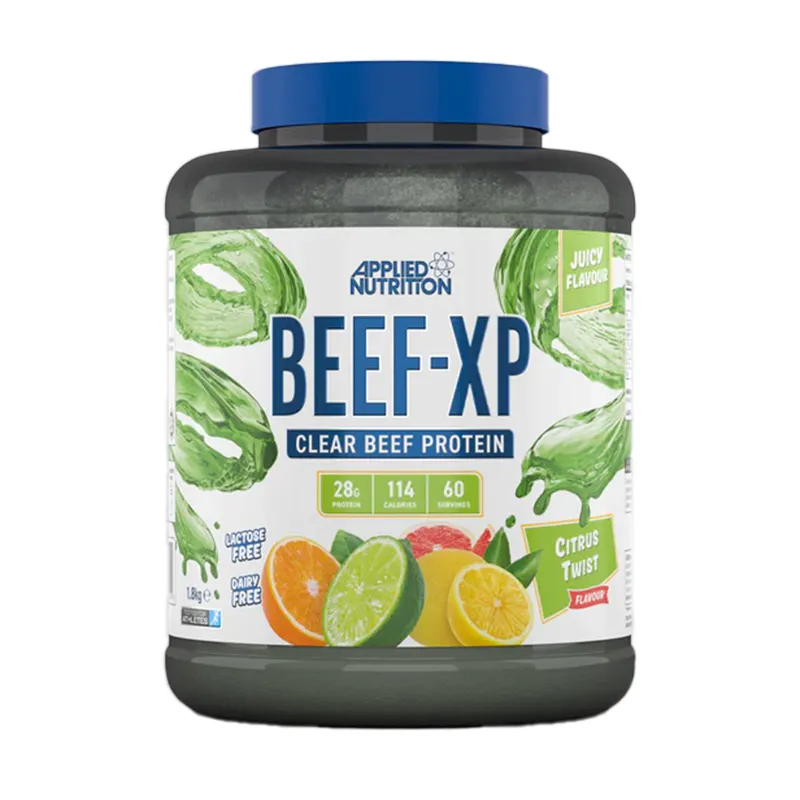 APPLIED
NUTRITION
JUICY
FLAVOUR
BEEF-XP
CLEAR BEEF PROTEIN
28G
PROTEIN
114
CALORIES
60
SERVINGS
LACTOSE
FREE
DAIRY
FREE
CITRUS
TWIST
FLAVOUR
1.8kg e
ATHLETES